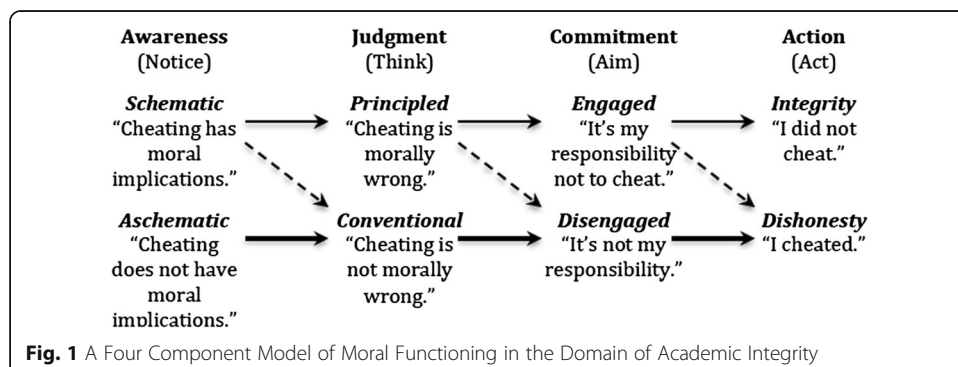 Awareness
(Notice)
Judgment
(Think)
Commitment
(Aim)
Action
(Act)
Schematic
“Cheating has
moral
implications.”
Principled
“Cheating is
morally
wrong.”
Engaged
“It’s my
responsibility
not to cheat.”
Integrity
“I did not
cheat.”
Aschematic
“Cheating
does not have
moral
implications.”
Conventional
“Cheating is
not morally
wrong.”
Disengaged
“It’s not my
responsibility.”
Dishonesty
“I cheated.”
Fig. 1 A Four Component Model of Moral Functioning in the Domain of Academic Integrity